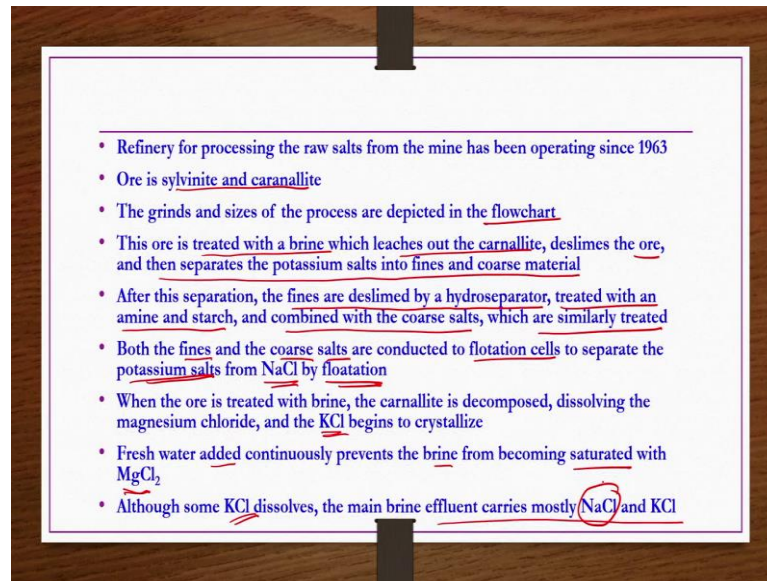 • Refinery for processing the raw salts from the mine has been operating since 1963
• Ore is sylvinite and caranallite
• The grinds and sizes of the process are depicted in the flowchart
• This ore is treated with a brine which leaches out the carnallite, deslimes the ore,
and then separates the potassium salts into fines and coarse material
• After this separation, the fines are deslimed by a hydroseparator, treated with an
amine and starch, and combined with the coarse salts, which are similarly treated
• Both the fines and the coarse salts are conducted to flotation cells to separate the
potassium salts from NaCl by floatation
• When the ore is treated with brine, the carnallite is decomposed, dissolving the
magnesium chloride, and the KCl begins to crystallize
• Fresh water added continuously prevents the brine from becoming saturated with
MgCl₂
• Although some KCl dissolves, the main brine effluent carries mostly NaCl and KCl